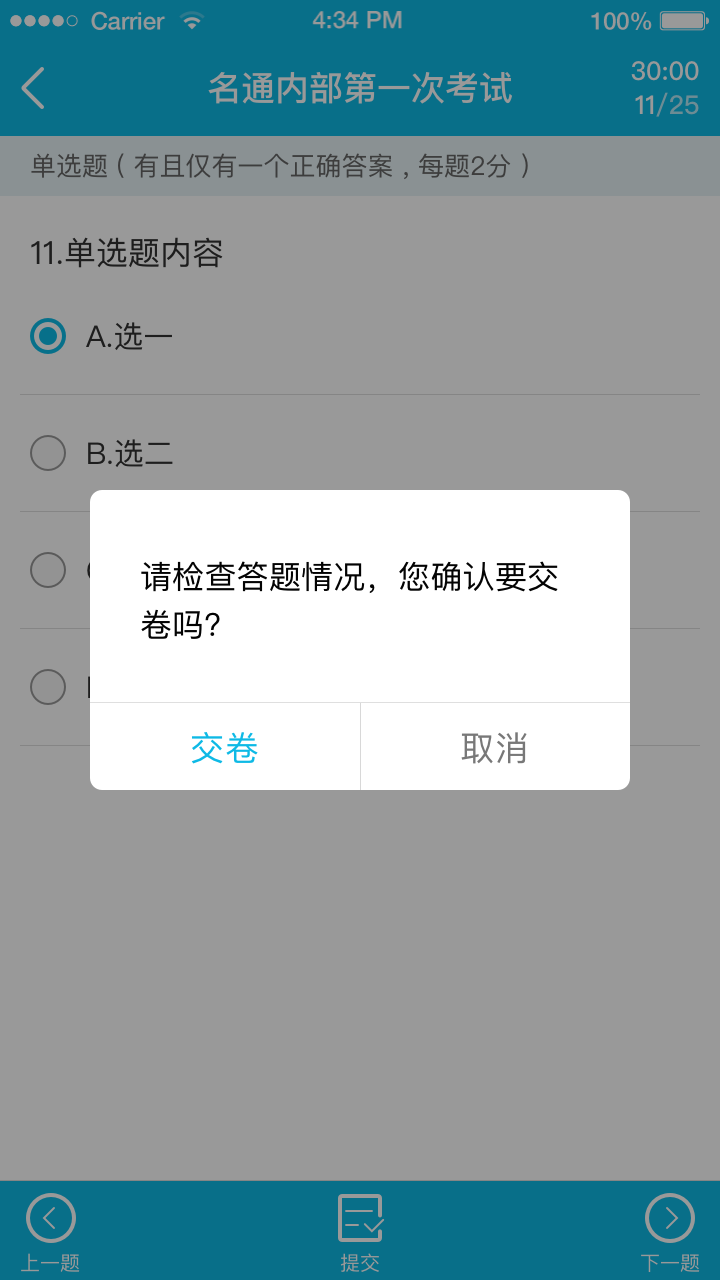 Carrier 4:34 PM 100%
名通内部第一次考试
30:00
11/25
单选题（有且仅有一个正确答案，每题2分）
11.单选题内容
A.选一
B.选二
请检查答题情况，您确认要交
卷吗？
交卷 取消
上一题 提交 下一题